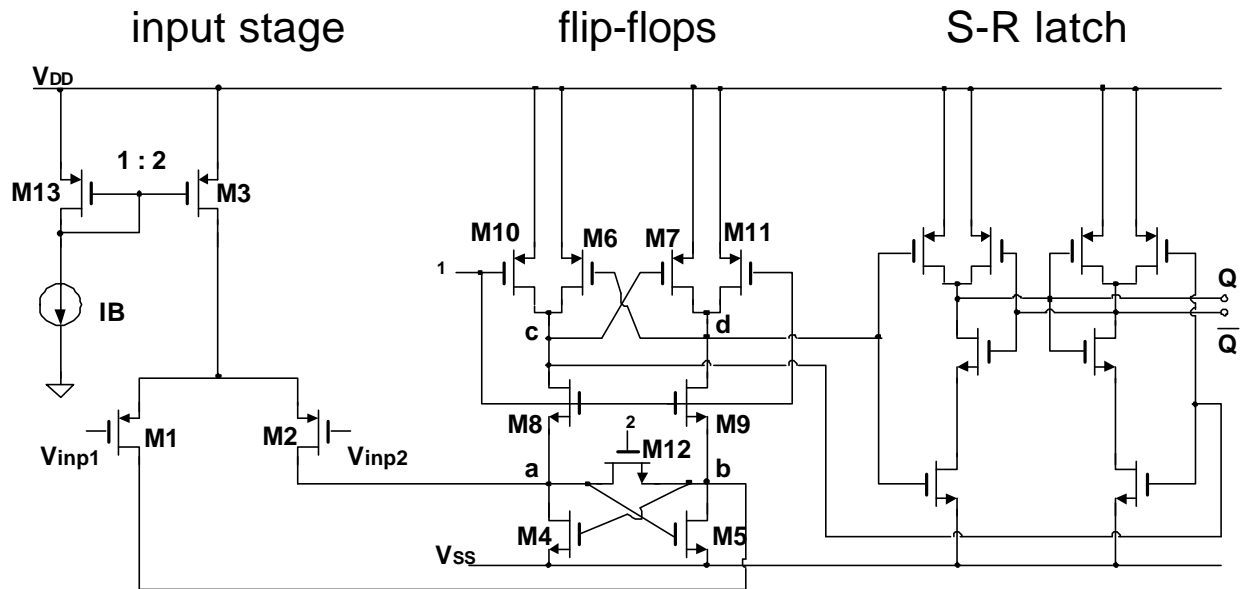 input stage
flip-flops
S-R latch
VDD
1 : 2
M13
M3
IB
M10
M6
M7
M11
1
c
d
Q
Q
M8
M9
2
M12
M1
M2
Vinp1
Vinp2
a
b
M4
M5
VSS